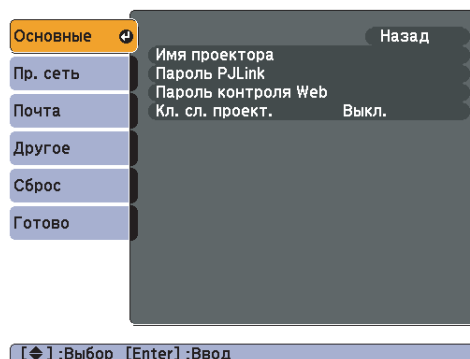 Основные
Назад
Имя проектора
Пароль PJLink
Пароль контроля Web
Кл. сл. проект. Выкл.
Пр. сеть
Почта
Другое
Сброс
Готово
[◆] :Выбор [Enter] :Ввод